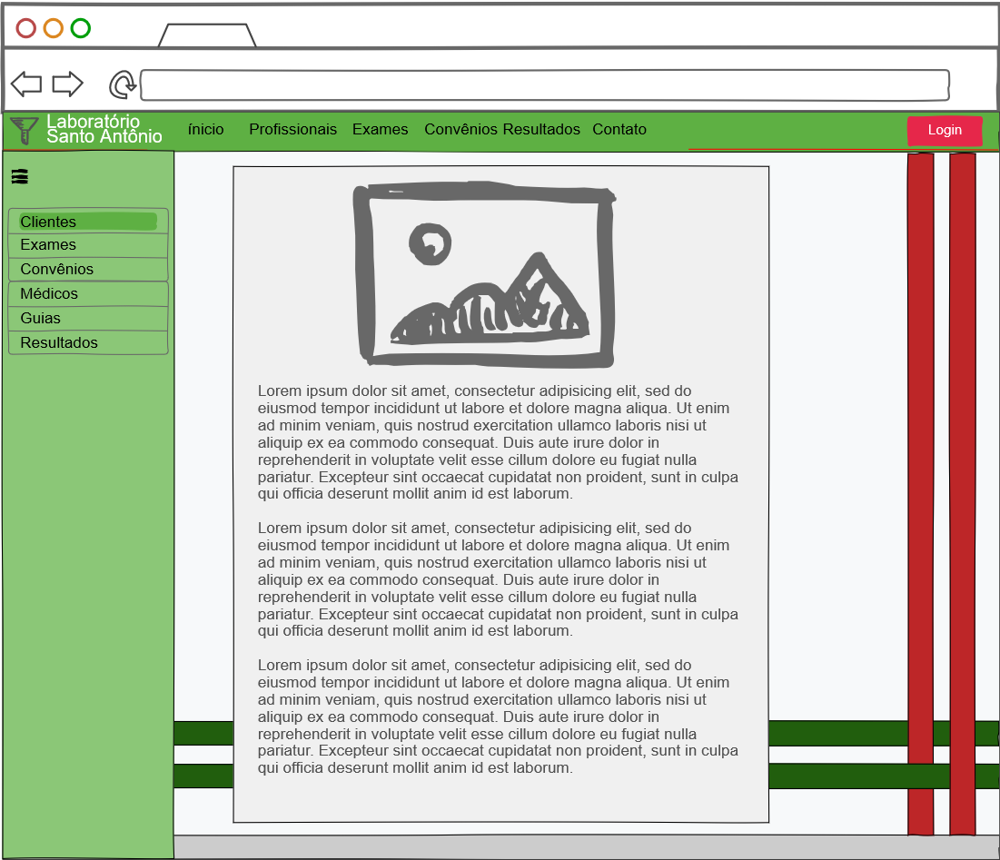 Laboratório
Santo Antônio
ínicio Profissionais Exames Convênios Resultados Contato
Login
Clientes
Exames
Convênios
Médicos
Guias
Resultados
Lorem ipsum dolor sit amet, consectetur adipisicing elit, sed do
eiusmod tempor incididunt ut labore et dolore magna aliqua. Ut enim
ad minim veniam, quis nostrud exercitation ullamco laboris nisi ut
aliquip ex ea commodo consequat. Duis aute irure dolor in
reprehenderit in voluptate velit esse cillum dolore eu fugiat nulla
pariatur. Excepteur sint occaecat cupidatat non proident, sunt in culpa
qui officia deserunt mollit anim id est laborum.
Lorem ipsum dolor sit amet, consectetur adipisicing elit, sed do
eiusmod tempor incididunt ut labore et dolore magna aliqua. Ut enim
ad minim veniam, quis nostrud exercitation ullamco laboris nisi ut
aliquip ex ea commodo consequat. Duis aute irure dolor in
reprehenderit in voluptate velit esse cillum dolore eu fugiat nulla
pariatur. Excepteur sint occaecat cupidatat non proident, sunt in culpa
qui officia deserunt mollit anim id est laborum.
Lorem ipsum dolor sit amet, consectetur adipisicing elit, sed do
eiusmod tempor incididunt ut labore et dolore magna aliqua. Ut enim
ad minim veniam, quis nostrud exercitation ullamco laboris nisi ut
aliquip ex ea commodo consequat. Duis aute irure dolor in
reprehenderit in voluptate velit esse cillum dolore eu fugiat nulla
pariatur. Excepteur sint occaecat cupidatat non proident, sunt in culpa
qui officia deserunt mollit anim id est laborum.